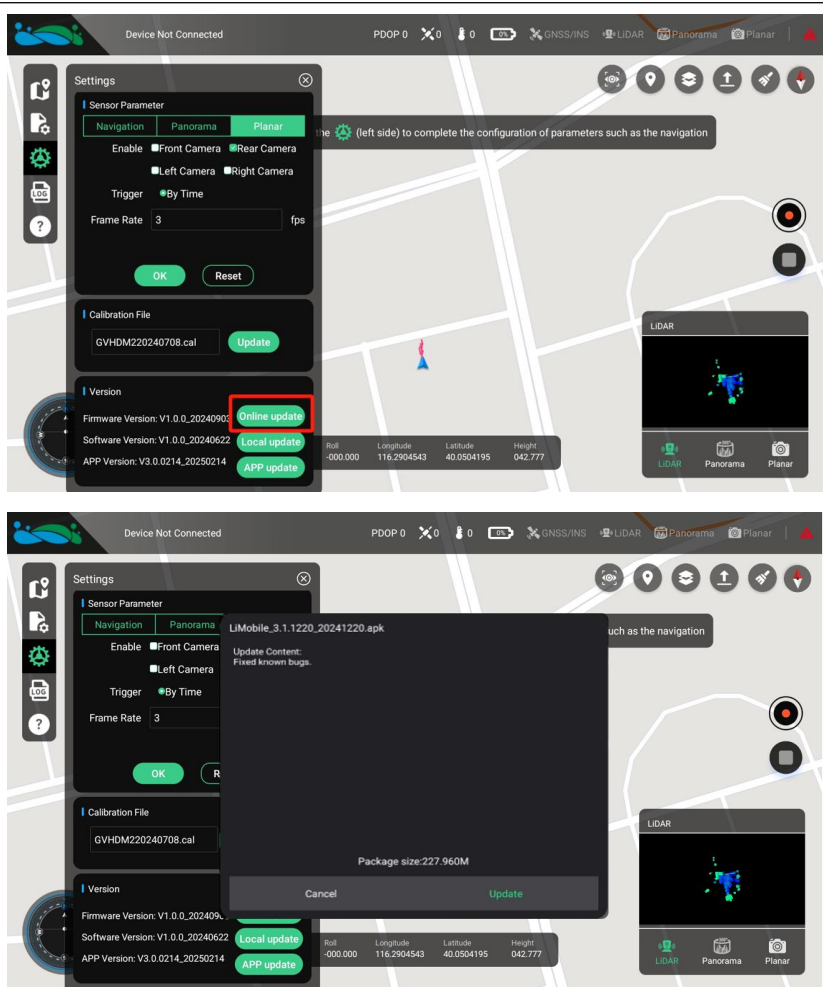 Device Not Connected PDOP 0 0 0 0% GNSS/INS LiDAR Panorama Planar
Settings
Sensor Parameter
Navigation Panorama Planar
the (left side) to complete the configuration of parameters such as the navigation
Enable Front Camera Rear Camera
Left Camera Right Camera
Trigger By Time
Frame Rate 3 fps
OK Reset
Calibration File
GVHDM220240708.cal Update
LiDAR
Version
Firmware Version: V1.0.0_20240903 Online update
Software Version: V1.0.0_20240622 Local update
APP Version: V3.0.0214_20250214 APP update
Roll Longitude Latitude Height
-000.000 116.2904543 40.0504195 042.777
LiDAR Panorama Planar
LOG
?
Device Not Connected PDOP 0 0 0 0% GNSS/INS LiDAR Panorama Planar
Settings
Sensor Parame
Navigation Panorama
LiMobile_3.1.1220_20241220.apk
uch as the navigation
Enable Front Camera
Update Content:
Fixed known bugs.
Left Camera
Trigger By Time
Frame Rate 3
OK R
Calibration File
GVHDM220240708.cal
LiDAR
Package size:227.960M
Cancel Update
Version
Firmware Version: V1.0.0_202409
Software Version: V1.0.0_20240622 Local update
APP Version: V3.0.0214_20250214 APP update
Roll Longitude Latitude Height
-000.000 116.2904543 40.0504195 042.777
LiDAR Panorama Planar
LOG
?